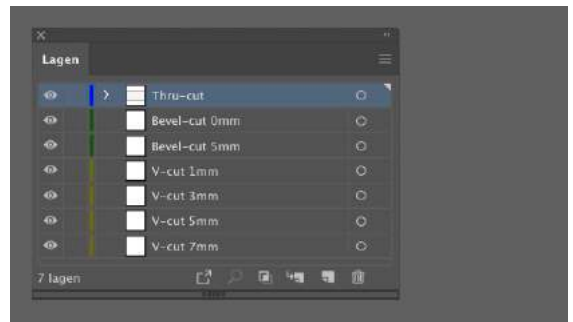 Lagen
Thru-cut
Bevel-cut 0mm
Bevel-cut 5mm
V-cut 1mm
V-cut 3mm
V-cut 5mm
V-cut 7mm
7 lagen